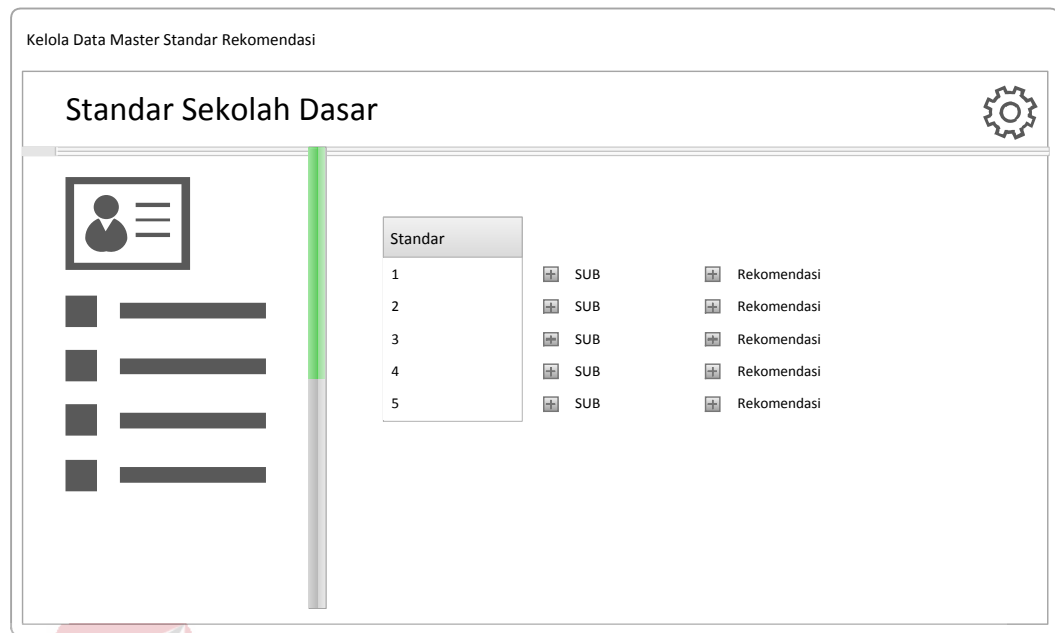 Kelola Data Master Standar Rekomendasi
Standar Sekolah Dasar
Standar
1 SUB Rekomendasi
2 SUB Rekomendasi
3 SUB Rekomendasi
4 SUB Rekomendasi
5 SUB Rekomendasi